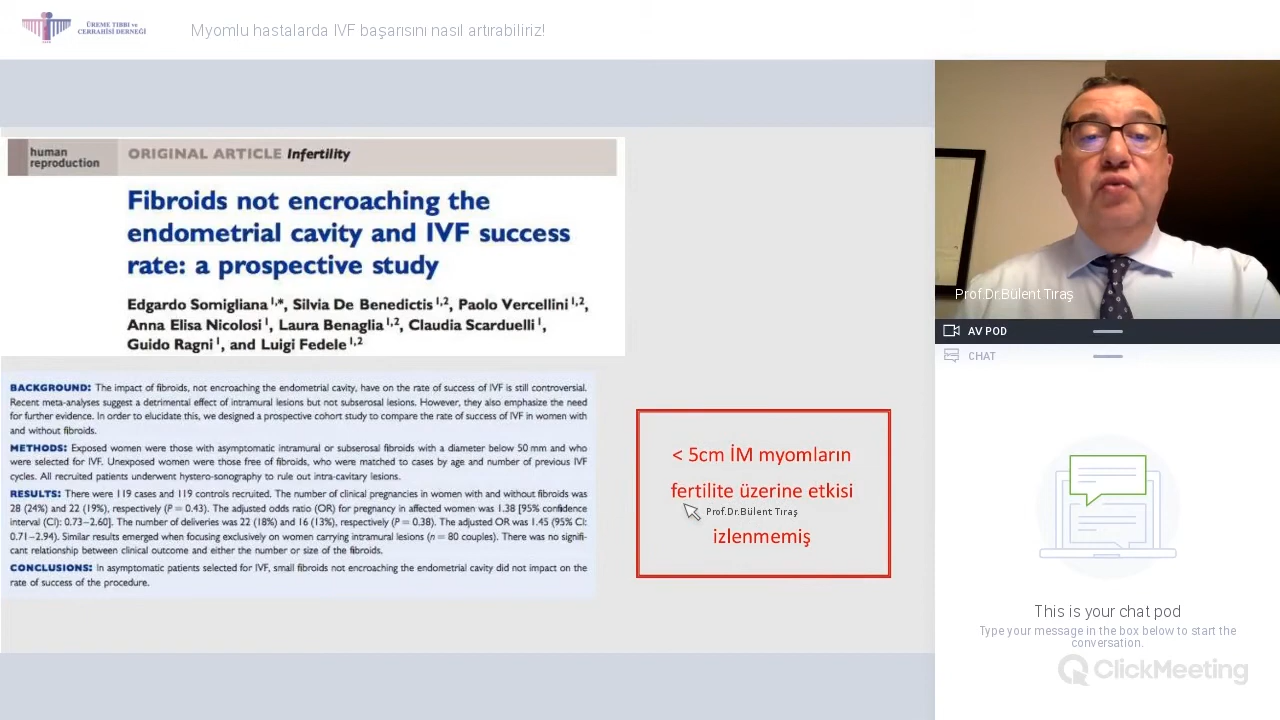 ÜREME TIBBI ve
CERRAHİSİ DERNEĞİ
Myomlu hastalarda IVF başarısını nasıl artırabiliriz!
human
reproduction
ORIGINAL ARTICLE Infertility
Fibroids not encroaching the
endometrial cavity and IVF success
rate: a prospective study
Edgardo Somigliana1,*, Silvia De Benedictis1,2, Paolo Vercellini1,2,
Anna Elisa Nicolosi1, Laura Benaglia1,2, Claudia Scarduelli1,
Guido Ragni1, and Luigi Fedele1,2
BACKGROUND: The impact of fibroids, not encroaching the endometrial cavity, have on the rate of success of IVF is still controversial.
Recent meta-analyses suggest a detrimental effect of intramural lesions but not subserosal lesions. However, they also emphasize the need
for further evidence. In order to elucidate this, we designed a prospective cohort study to compare the rate of success of IVF in women with
and without fibroids.
METHODS: Exposed women were those with asymptomatic intramural or subserosal fibroids with a diameter below 50 mm and who
were selected for IVF. Unexposed women were those free of fibroids, who were matched to cases by age and number of previous IVF
cycles. All recruited patients underwent hystero-sonography to rule out intra-cavitary lesions.
RESULTS: There were 119 cases and 119 controls recruited. The number of clinical pregnancies in women with and without fibroids was
28 (24%) and 22 (19%), respectively (P = 0.43). The adjusted odds ratio (OR) for pregnancy in affected women was 1.38 [95% confidence
interval (CI): 0.73–2.60]. The number of deliveries was 22 (18%) and 16 (13%), respectively (P = 0.38). The adjusted OR was 1.45 (95% CI:
0.71–2.94). Similar results emerged when focusing exclusively on women carrying intramural lesions (n = 80 couples). There was no signifi-
cant relationship between clinical outcome and either the number or size of the fibroids.
CONCLUSIONS: In asymptomatic patients selected for IVF, small fibroids not encroaching the endometrial cavity did not impact on the
rate of success of the procedure.
< 5cm İM myomların
fertilite üzerine etkisi
Prof.Dr.Bülent Tıraş
izlenmemiş
Prof.Dr.Bülent Tıraş
AV POD
CHAT
This is your chat pod
Type your message in the box below to start the
conversation.
ClickMeeting